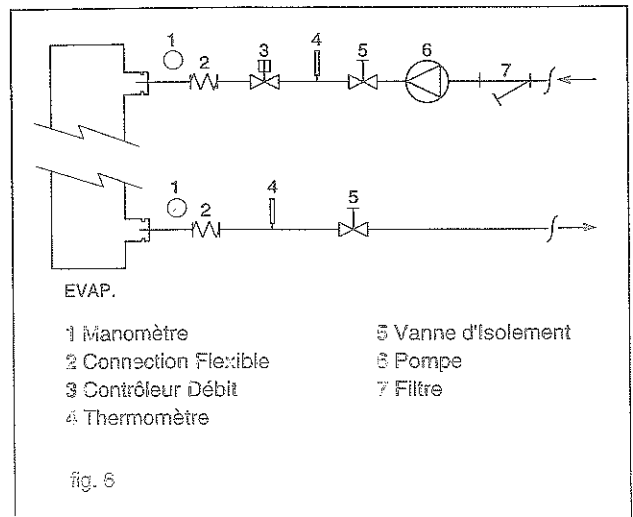 1 2 3 4 5 6 7
1 2 4 5
EVAP.
1 Manomètre
2 Connection Flexible
3 Contrôleur Débit
4 Thermomètre
5 Vanne d'Isolement
6 Pompe
7 Filtre
fig. 6